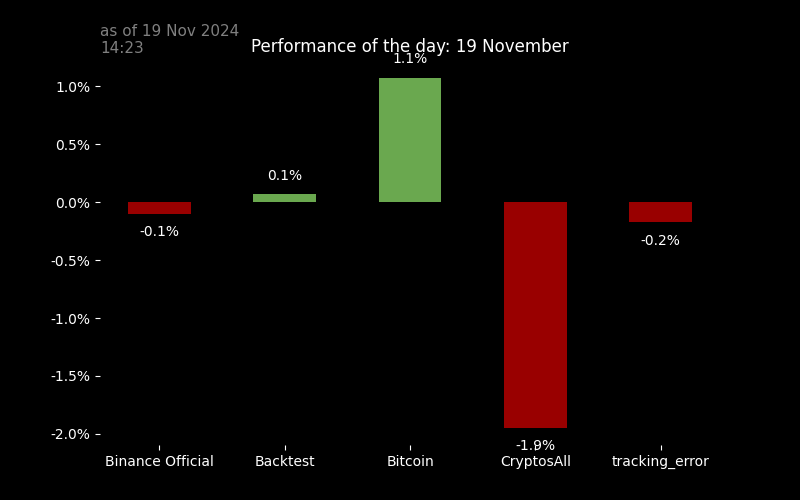 as of 19 Nov 2024
14:23
Performance of the day: 19 November
1.1%
1.0%
0.5%
0.1%
0.0%
-0.1%
-0.2%
-0.5%
-1.0%
-1.5%
-2.0%
-1.9%
Binance Official
Backtest
Bitcoin
CryptosAll
tracking_error